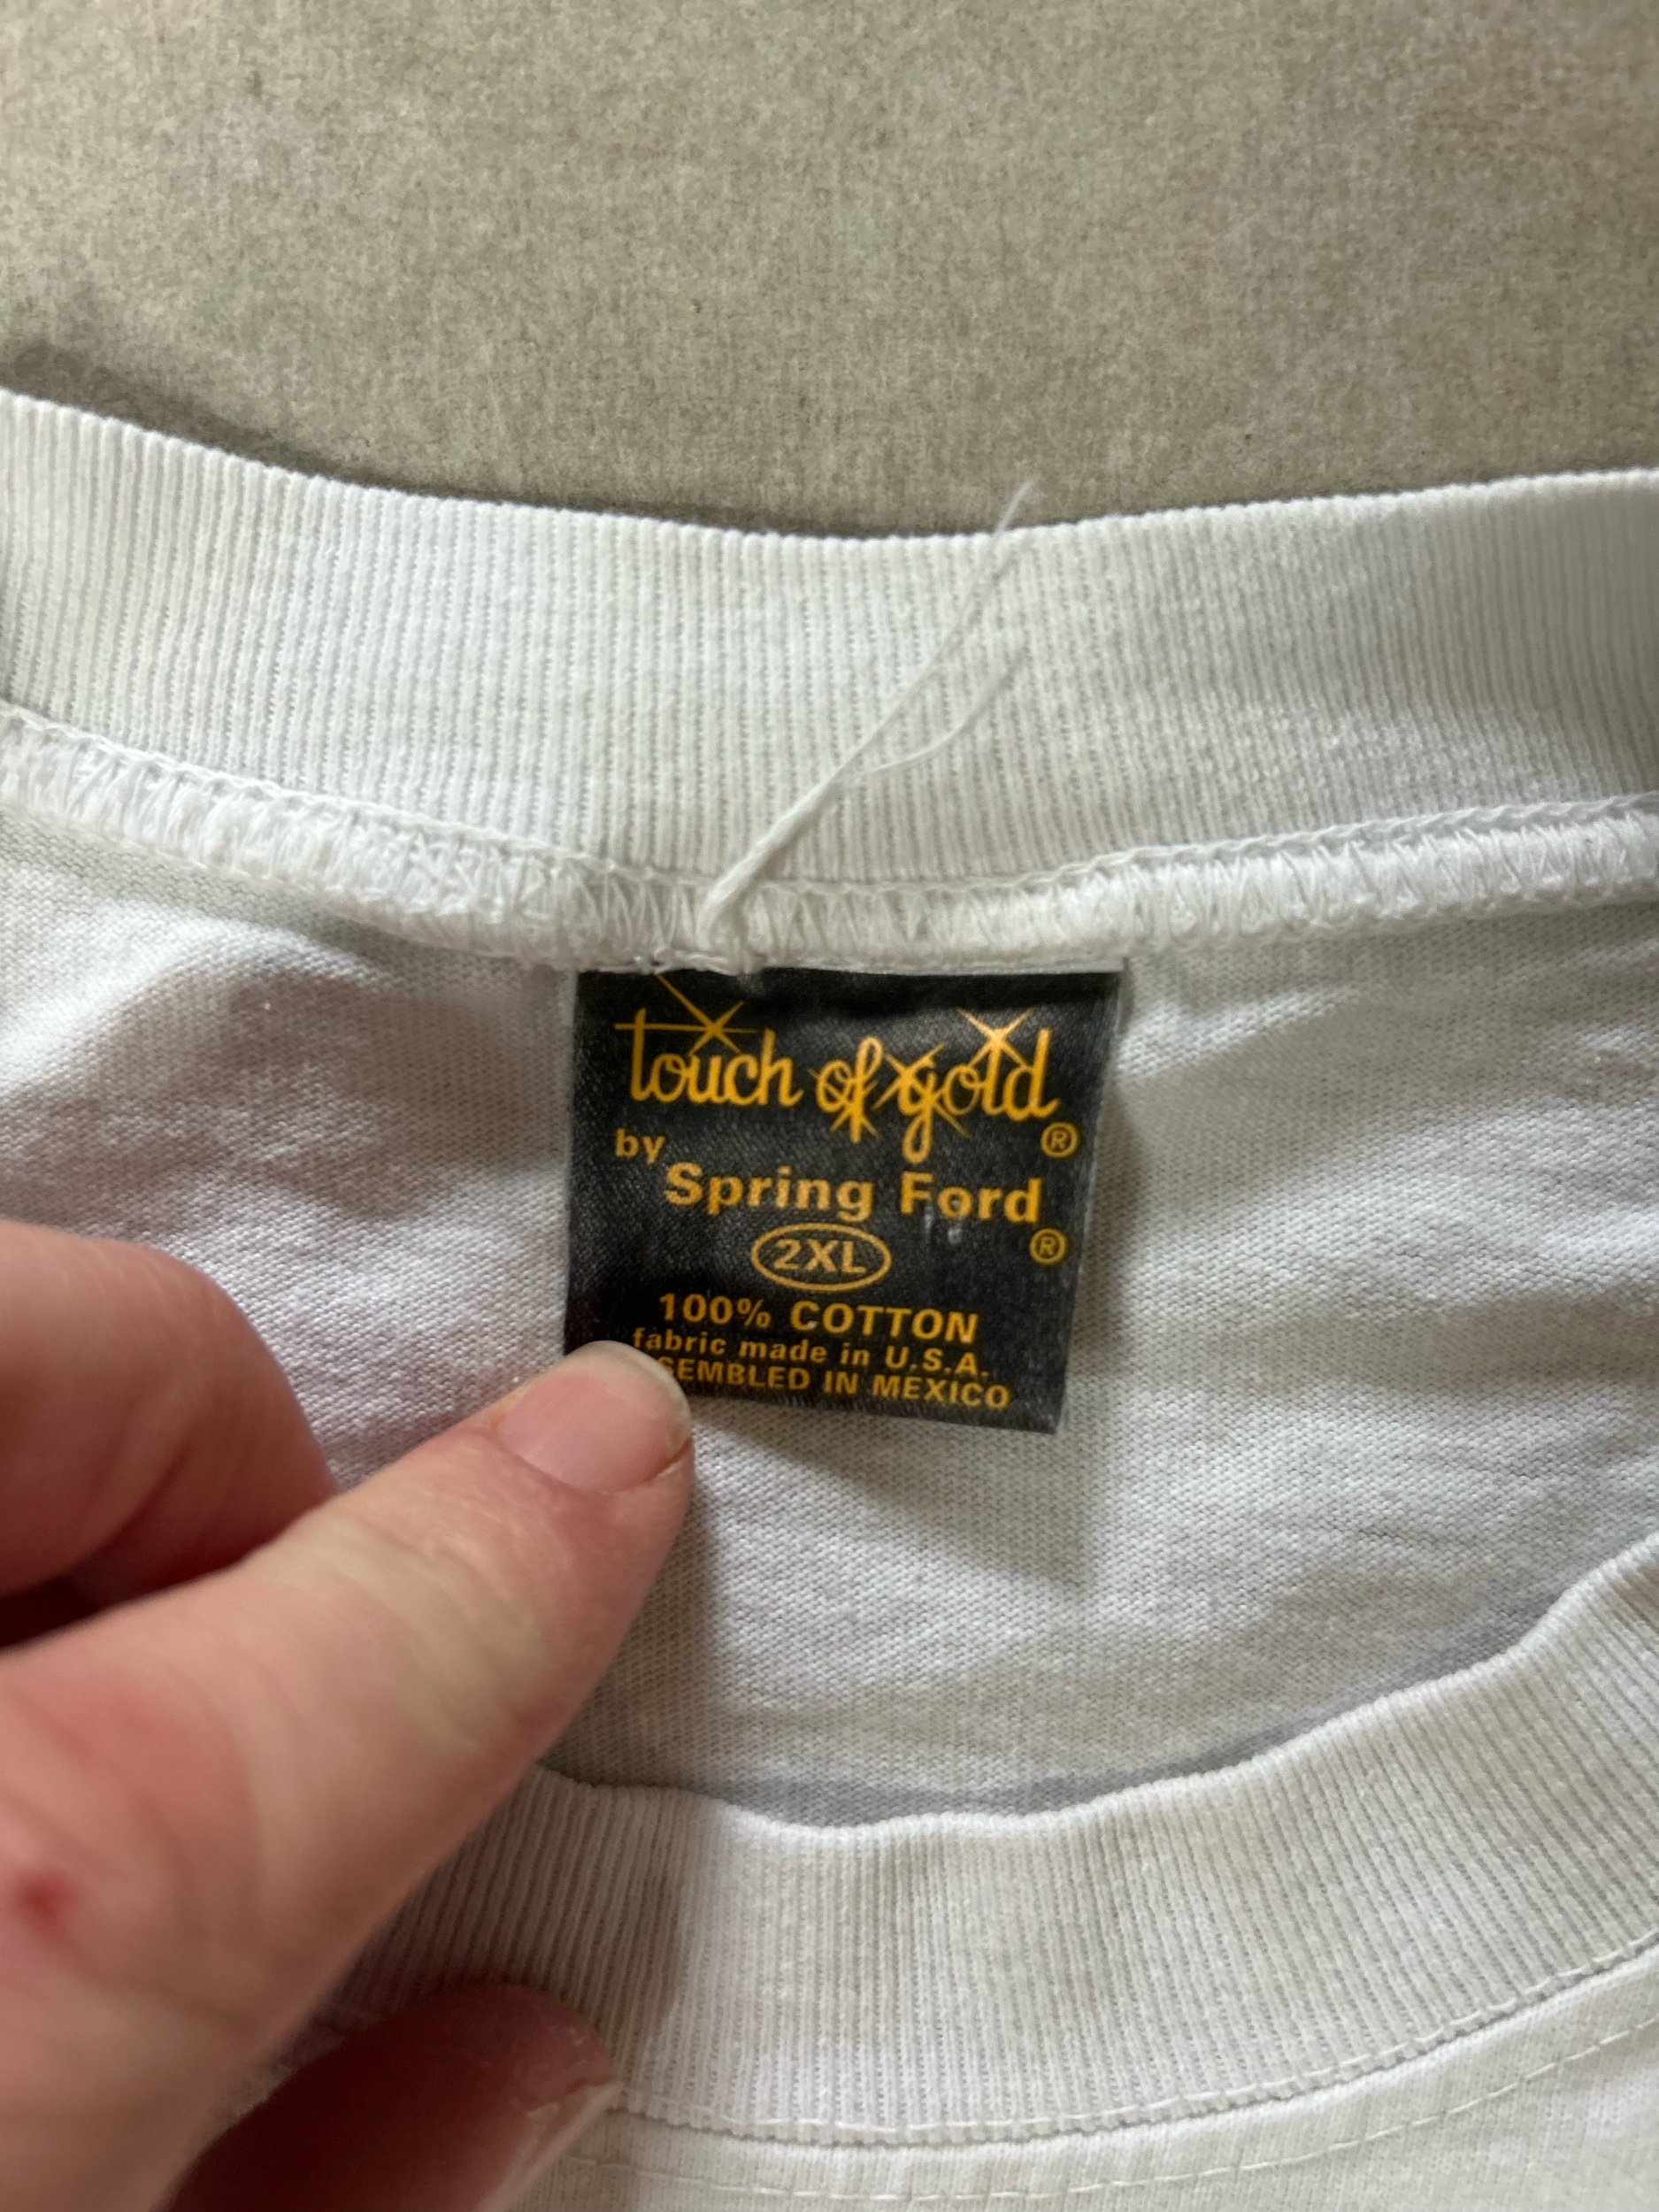 touch of gold®
by
Spring Ford®
2XL
100% COTTON
fabric made in U.S.A.
SEMBLED IN MEXICO